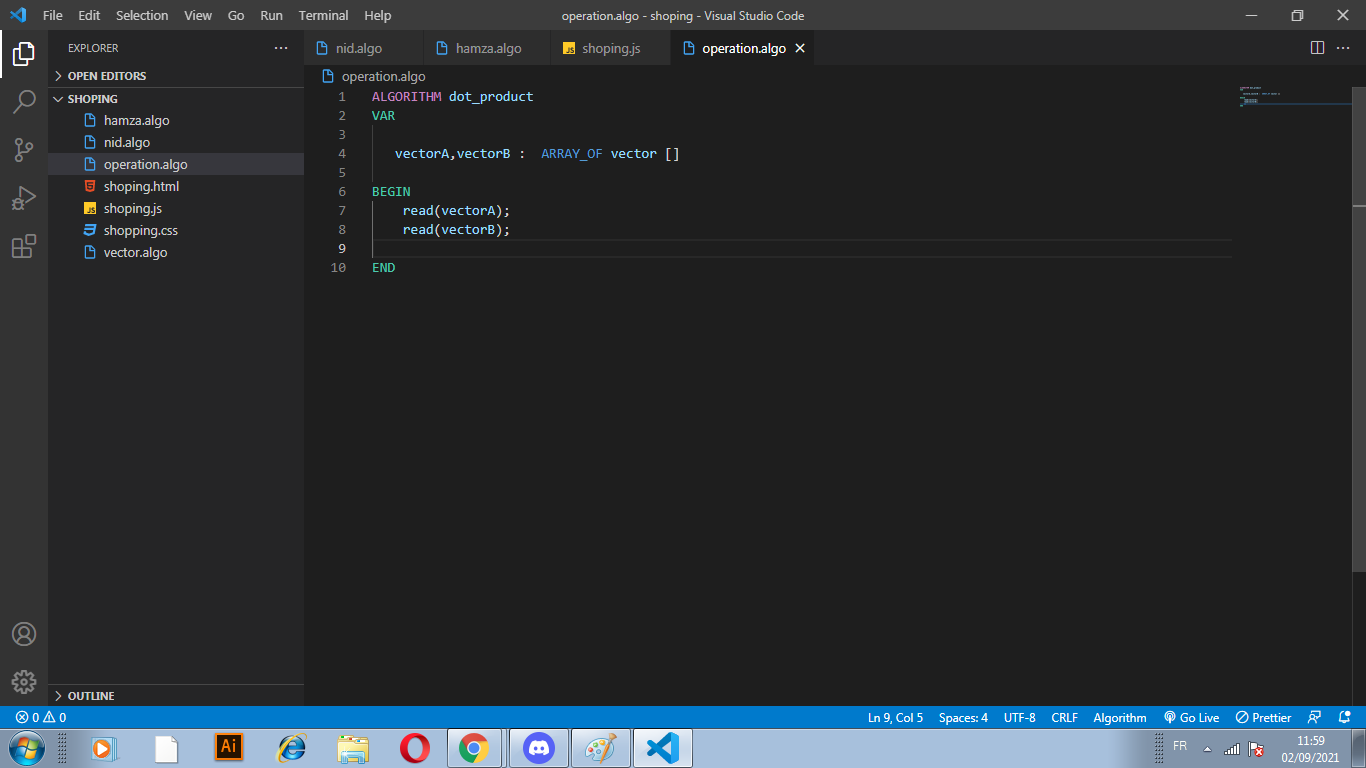 File Edit Selection View Go Run Terminal Help operation.algo - shoping - Visual Studio Code
EXPLORER
nid.algo hamza.algo shoping.js operation.algo
OPEN EDITORS
SHOPING
hamza.algo
nid.algo
operation.algo
shoping.html
shoping.js
shopping.css
vector.algo
OUTLINE
operation.algo
1 ALGORITHM dot_product
2 VAR
3
4 vectorA,vectorB : ARRAY_OF vector []
5
6 BEGIN
7 read(vectorA);
8 read(vectorB);
9
10 END
0 0 Ln 9, Col 5 Spaces: 4 UTF-8 CRLF Algorithm Go Live Prettier
Ai FR 11:59
02/09/2021